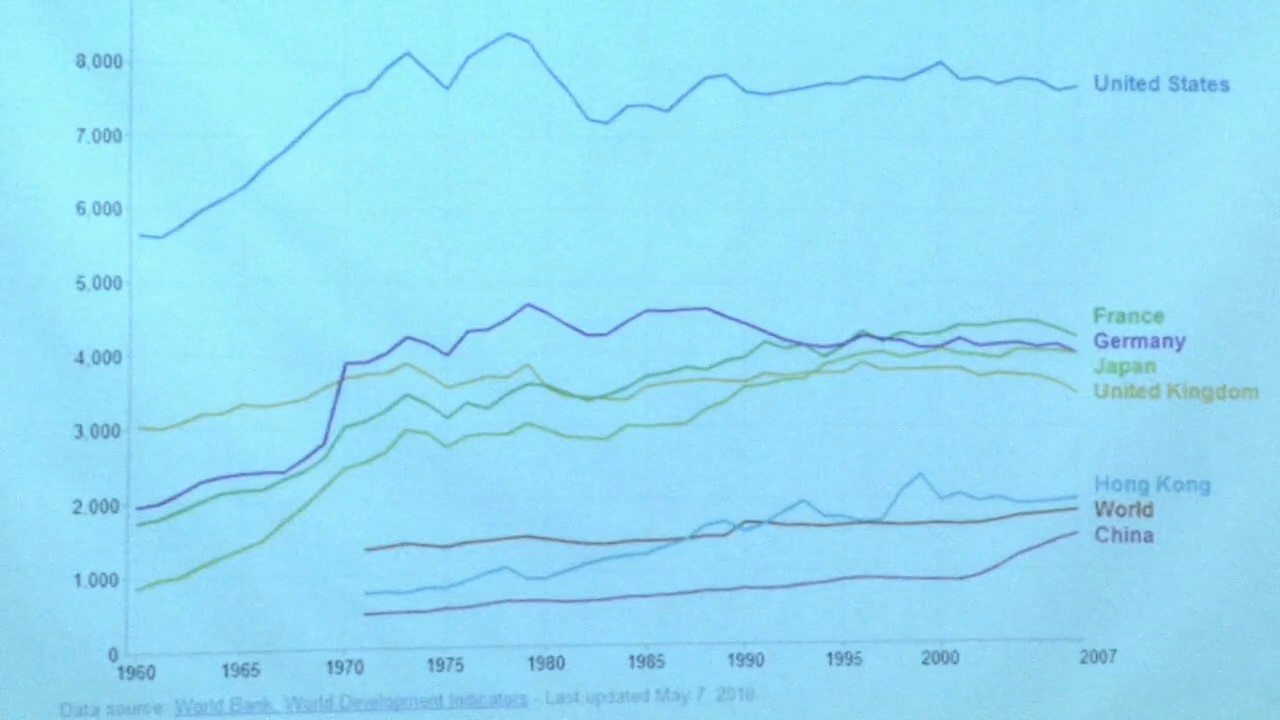 8,000
7,000
6,000
5,000
4,000
3,000
2,000
1,000
0
United States
France
Germany
Japan
United Kingdom
Hong Kong
World
China
1960 1965 1970 1975 1980 1985 1990 1995 2000 2007
Data source: World Bank, World Development Indicators - Last updated May 7, 2010